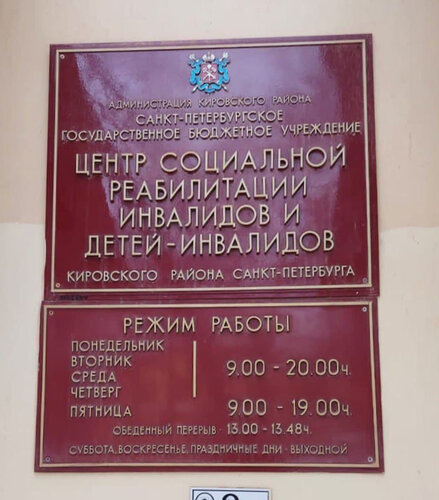 АДМИНИСТРАЦИЯ КИРОВСКОГО РАЙОНА
САНКТ-ПЕТЕРБУРГСКОЕ
ГОСУДАРСТВЕННОЕ БЮДЖЕТНОЕ УЧРЕЖДЕНИЕ
ЦЕНТР СОЦИАЛЬНОЙ
РЕАБИЛИТАЦИИ
ИНВАЛИДОВ И
ДЕТЕЙ-ИНВАЛИДОВ
КИРОВСКОГО РАЙОНА САНКТ-ПЕТЕРБУРГА
РЕЖИМ РАБОТЫ
ПОНЕДЕЛЬНИК
ВТОРНИК
СРЕДА
ЧЕТВЕРГ
9.00 - 20.00ч.
ПЯТНИЦА 9.00 - 19.00ч.
ОБЕДЕННЫЙ ПЕРЕРЫВ - 13.00 - 13.48ч.
СУББОТА, ВОСКРЕСЕНЬЕ, ПРАЗДНИЧНЫЕ ДНИ - ВЫХОДНОЙ